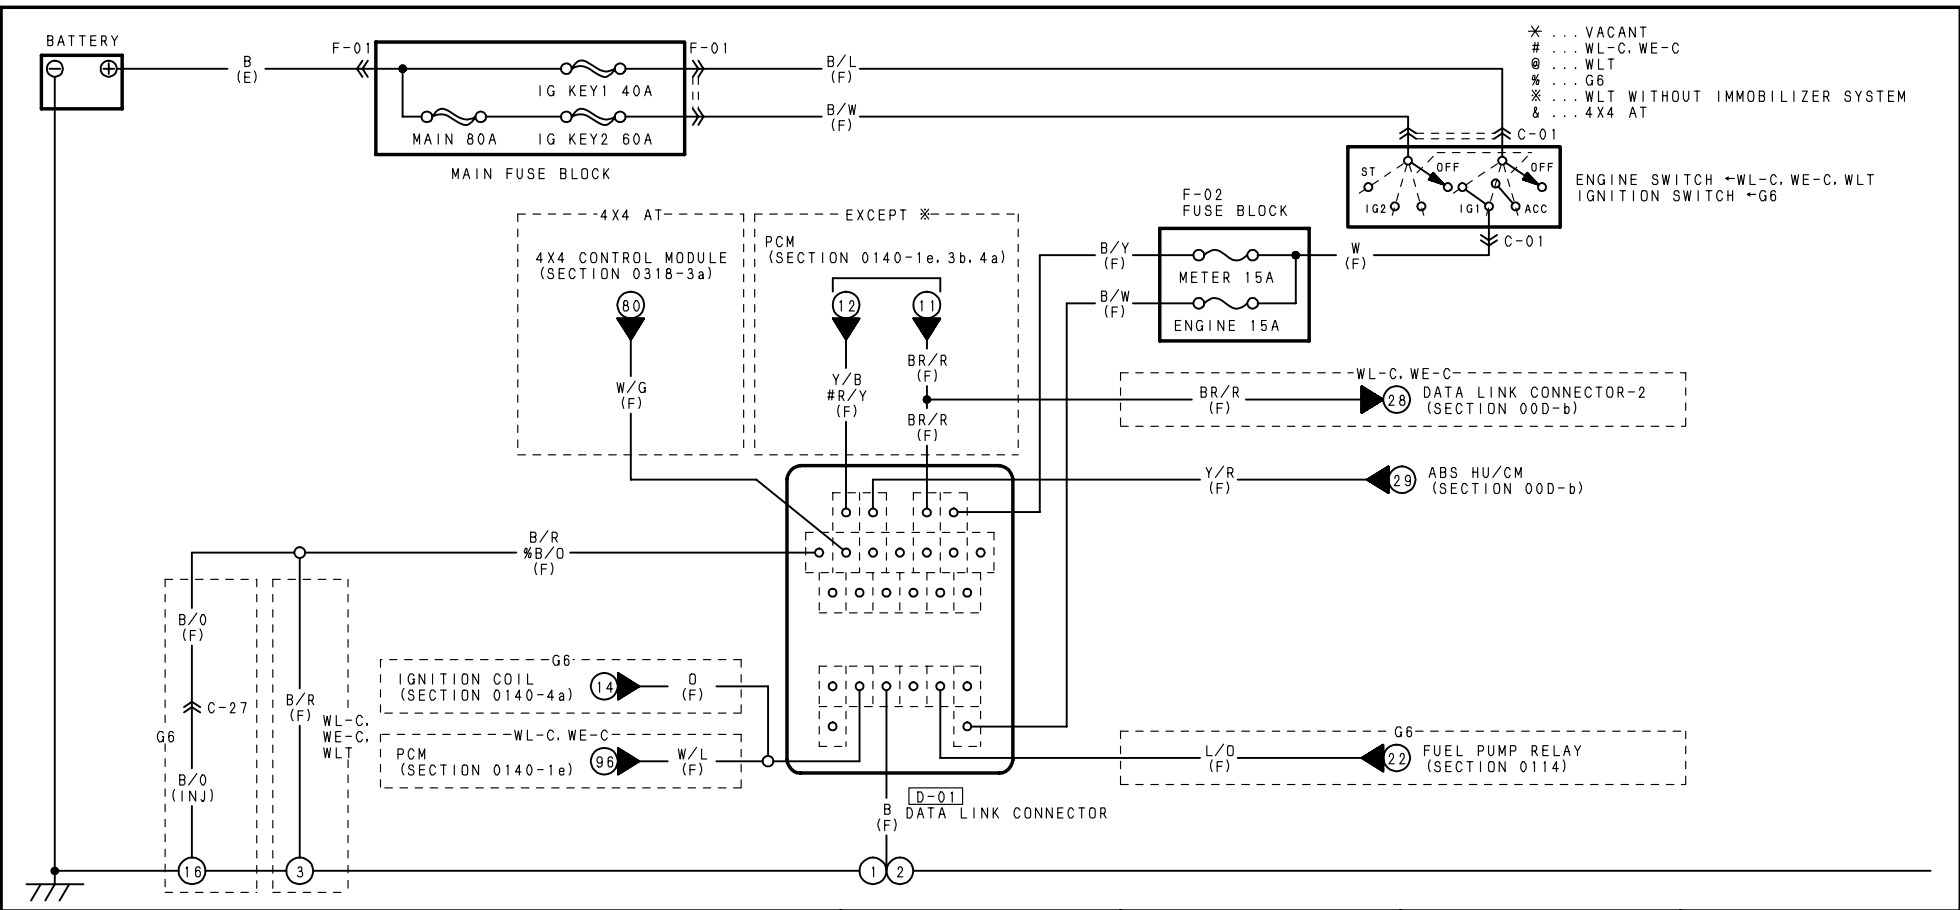 BATTERY
B
(E)
F-01
IG KEY1 40A
MAIN 80A
IG KEY2 60A
MAIN FUSE BLOCK
F-01
B/L
(F)
B/W
(F)
✳ ... VACANT
# ... WL-C, WE-C
@ ... WLT
% ... G6
※ ... WLT WITHOUT IMMOBILIZER SYSTEM
& ... 4X4 AT
C-01
ST
OFF
OFF
IG2
IG1
ACC
ENGINE SWITCH ←WL-C, WE-C, WLT
IGNITION SWITCH ←G6
C-01
F-02
FUSE BLOCK
METER 15A
ENGINE 15A
W
(F)
B/Y
(F)
B/W
(F)
4X4 AT
4X4 CONTROL MODULE
(SECTION 0318-3a)
80
W/G
(F)
EXCEPT ※
PCM
(SECTION 0140-1e, 3b, 4a)
12
11
Y/B
#R/Y
(F)
BR/R
(F)
BR/R
(F)
WL-C, WE-C
BR/R
(F)
28
DATA LINK CONNECTOR-2
(SECTION 00D-b)
Y/R
(F)
29
ABS HU/CM
(SECTION 00D-b)
B/R
%B/O
(F)
B/O
(F)
C-27
G6
B/O
(INJ)
16
B/R
(F)
WL-C,
WE-C,
WLT
3
G6
IGNITION COIL
(SECTION 0140-4a)
14
O
(F)
WL-C, WE-C
PCM
(SECTION 0140-1e)
96
W/L
(F)
G6
L/O
(F)
22
FUEL PUMP RELAY
(SECTION 0114)
D-01
DATA LINK CONNECTOR
B
(F)
1
2